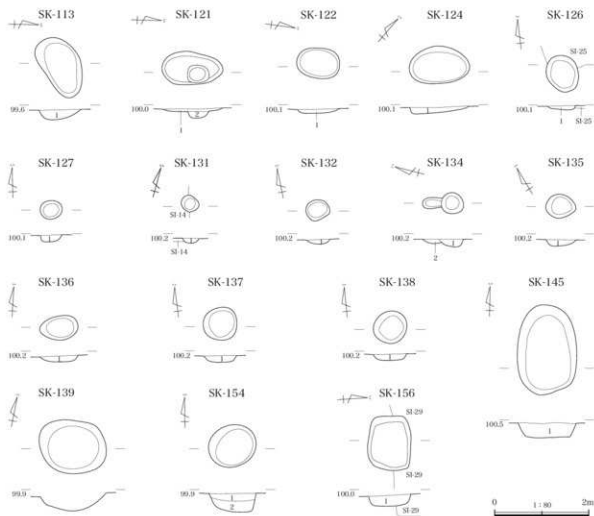 SK-113 SK-121 SK-122 SK-124 SK-126
SI-25
99.6 100.0 100.1 100.1 100.1
1 2 1 1
1 1 SI-25
SK-127 SK-131 SK-132 SK-134 SK-135
SI-14
100.1 100.2 100.2 100.2 100.2
SI-14 2
SK-136 SK-137 SK-138 SK-145
100.2 100.2 100.2
SK-139 SK-154 SK-156
SI-29
100.5 1
SI-29
99.9 99.9 1 100.0 1
2 SI-29
0 1:80 2m